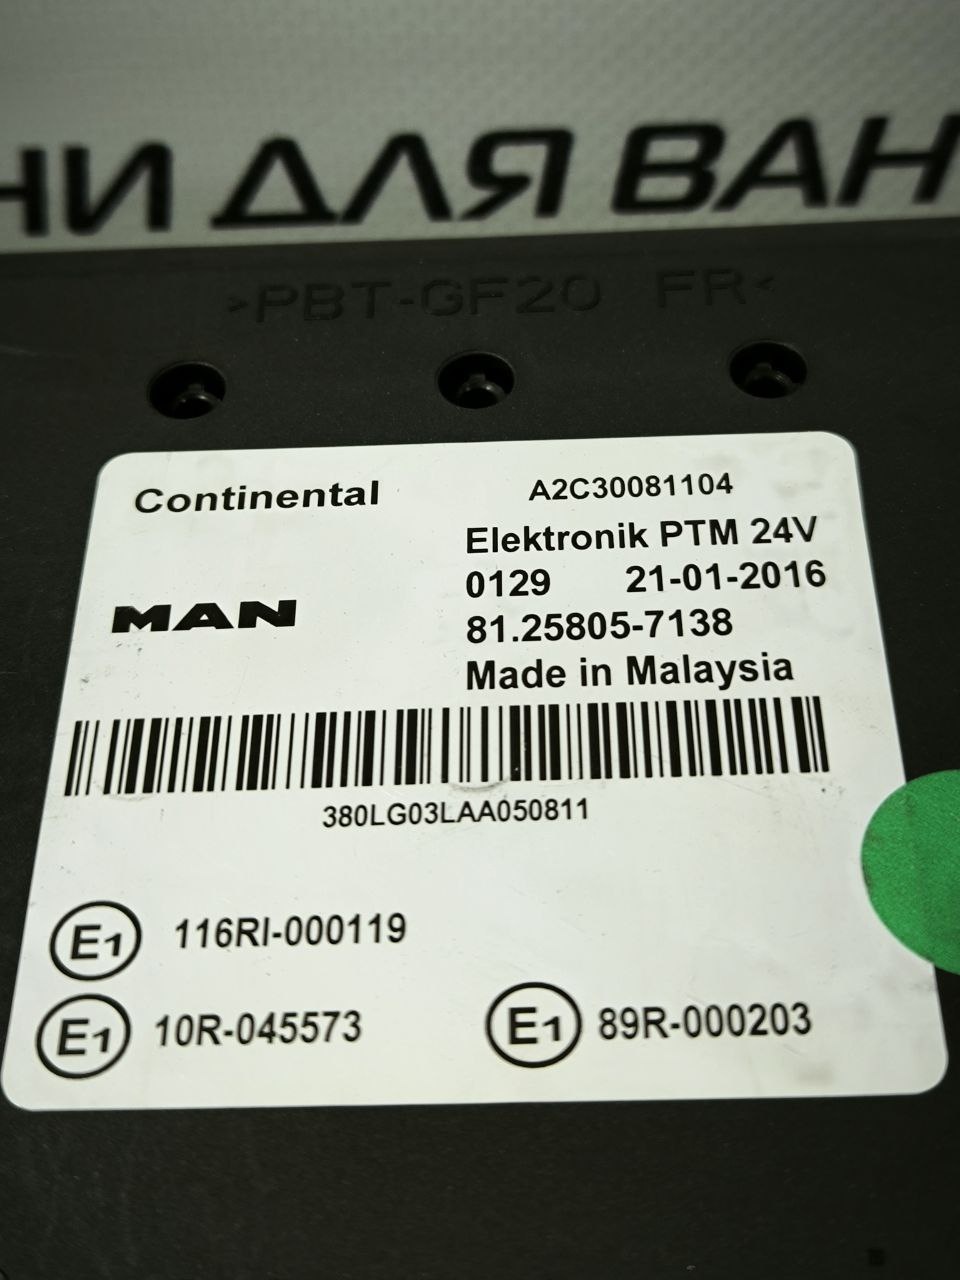 НИ ДЛЯ ВАН
>PBT-GF20 FR<
Continental A2C30081104
Elektronik PTM 24V
0129 21-01-2016
MAN 81.25805-7138
Made in Malaysia
380LG03LAA050811
E1 116RI-000119
E1 10R-045573 E1 89R-000203